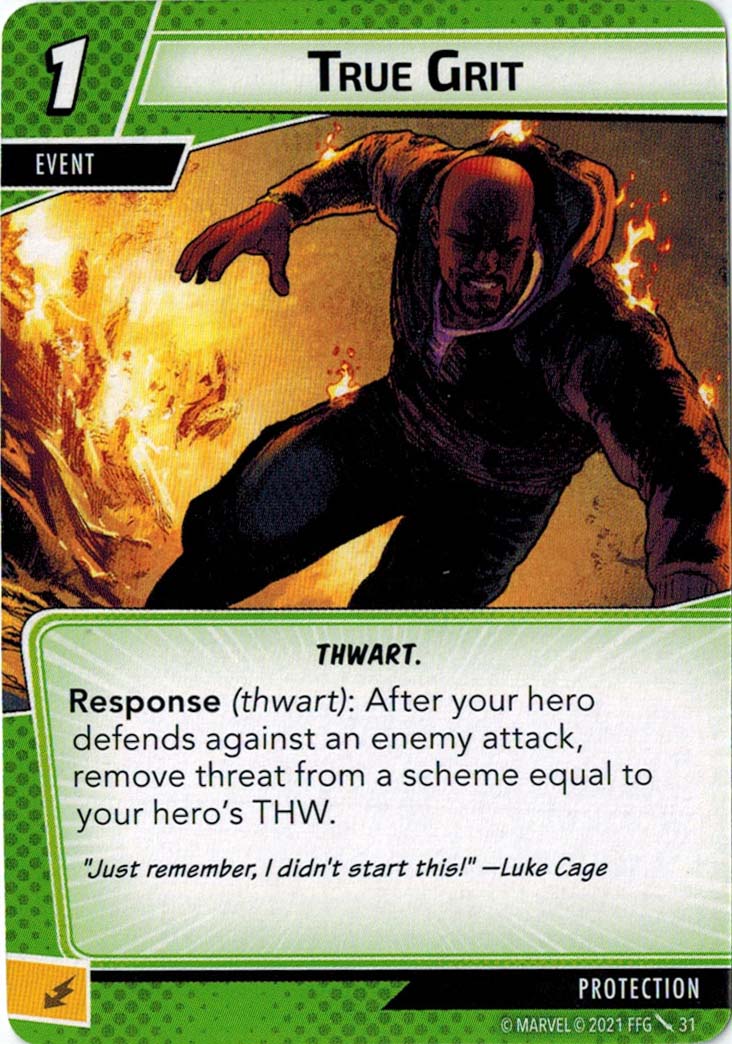 1
TRUE GRIT
EVENT
THWART.
Response (thwart): After your hero
defends against an enemy attack,
remove threat from a scheme equal to
your hero's THW.
"Just remember, I didn't start this!" —Luke Cage
PROTECTION
© MARVEL © 2021 FFG 31